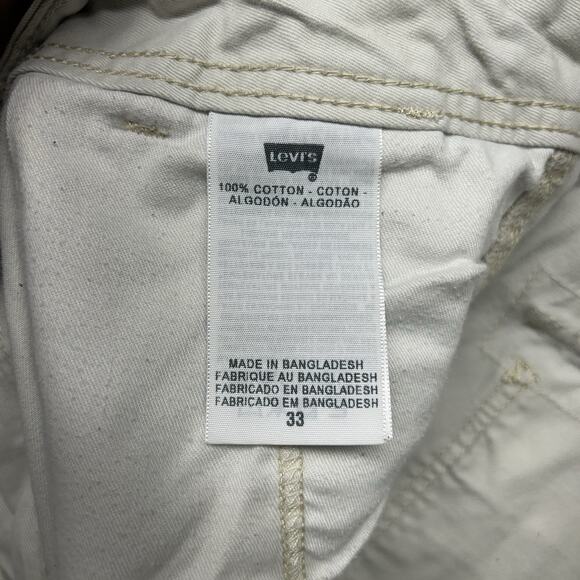 Levi's
®
100% COTTON - COTON -
ALGODÓN - ALGODÃO
MADE IN BANGLADESH
FABRIQUE AU BANGLADESH
FABRICADO EN BANGLADESH
FABRICADO EM BANGLADESH
33